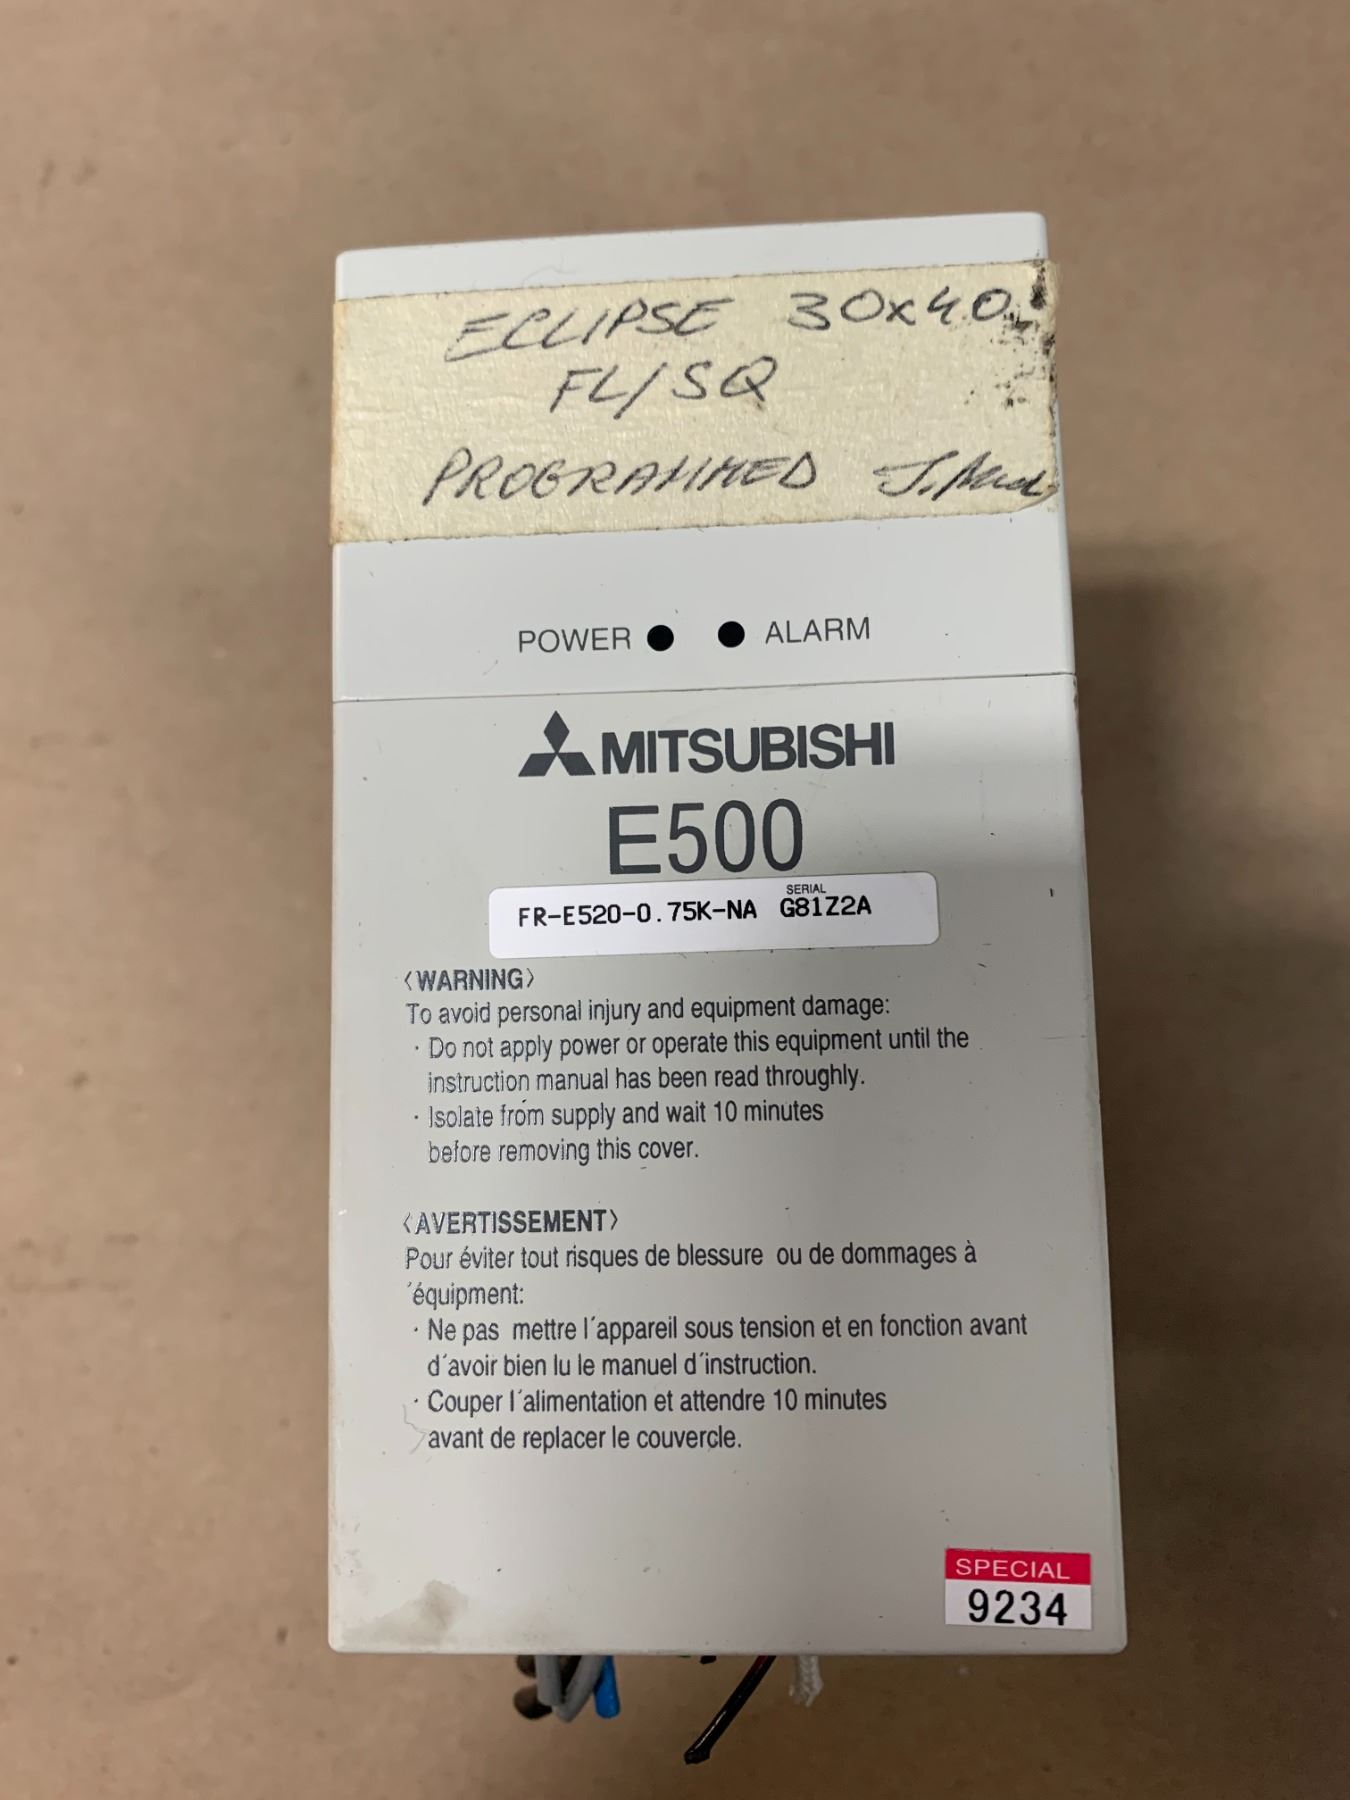 ECLIPSE 30x40
FL/SQ
PROGRAMMED J.
POWER ALARM
MITSUBISHI
E500
SERIAL
FR-E520-0.75K-NA G81Z2A
<WARNING>
To avoid personal injury and equipment damage:
· Do not apply power or operate this equipment until the
instruction manual has been read throughly.
· Isolate from supply and wait 10 minutes
before removing this cover.
<AVERTISSEMENT>
Pour éviter tout risques de blessure ou de dommages à
´équipment:
· Ne pas mettre l´appareil sous tension et en fonction avant
d´avoir bien lu le manuel d´instruction.
· Couper l´alimentation et attendre 10 minutes
avant de replacer le couvercle.
SPECIAL
9234